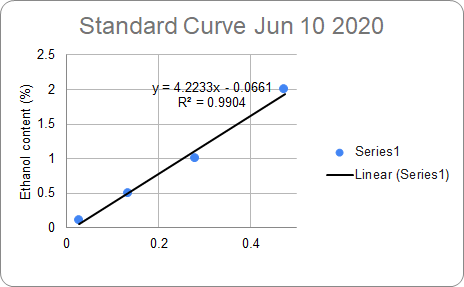 Standard Curve Jun 10 2020
2.5
y = 4.2233x - 0.0661
2
R² = 0.9904
1.5
Ethanol content (%)
Series1
1
Linear (Series1)
0.5
0
0
0.2
0.4